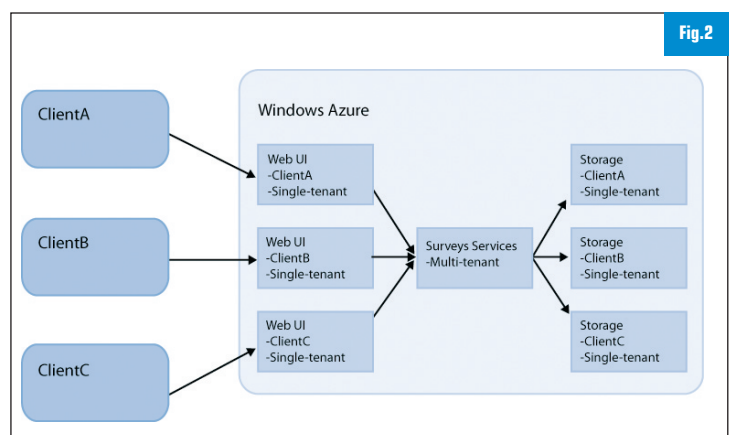 Fig.2
Windows Azure
ClientA
Web UI
-ClientA
-Single-tenant
Storage
-ClientA
-Single-tenant
ClientB
Web UI
-ClientB
-Single-tenant
Surveys Services
-Multi-tenant
Storage
-ClientB
-Single-tenant
ClientC
Web UI
-ClientC
-Single-tenant
Storage
-ClientC
-Single-tenant